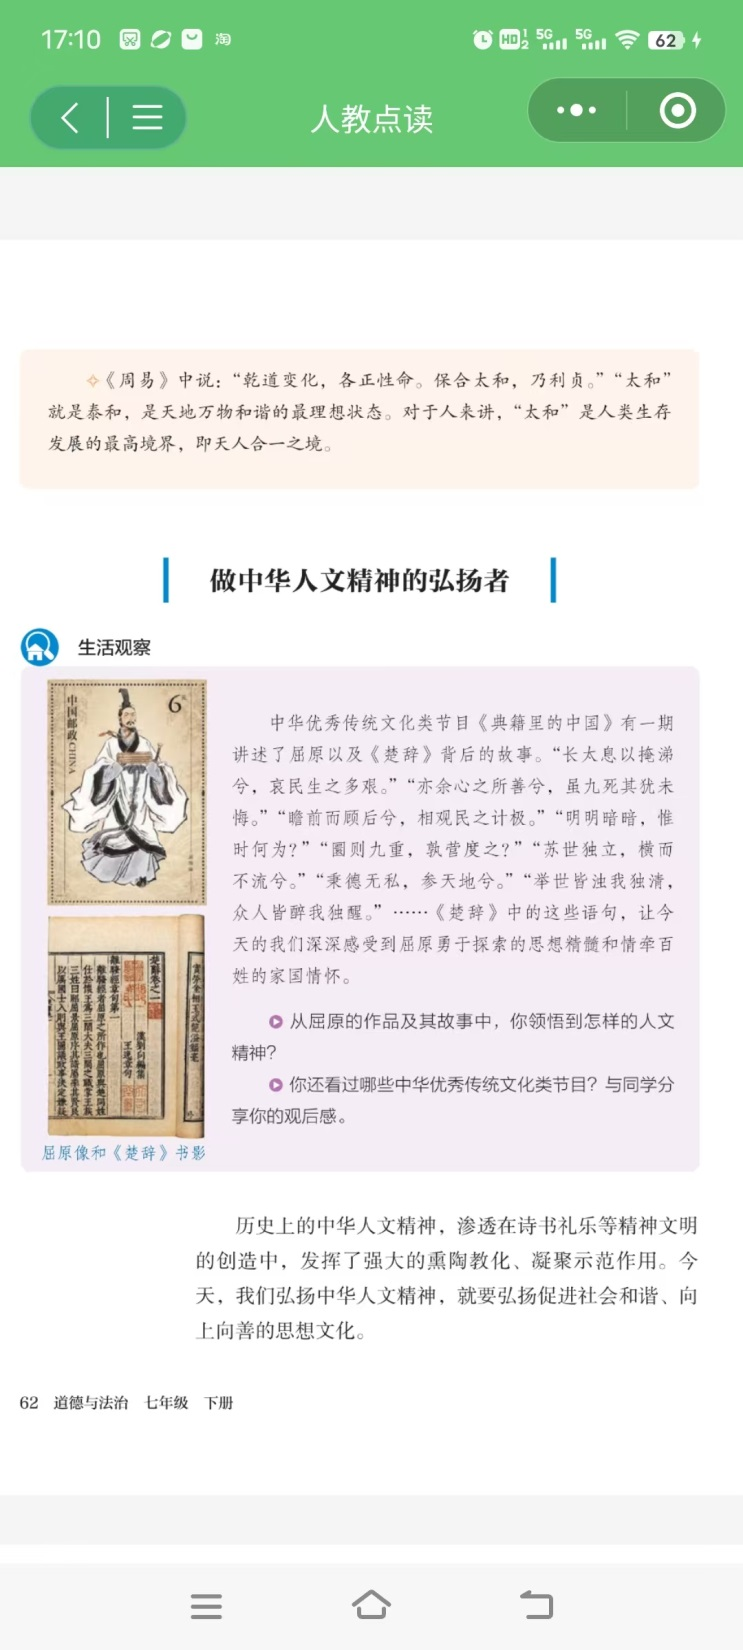 17:10 淘 HD 1 2 5G 5G 62
人教点读
《周易》中说：“乾道变化，各正性命。保合太和，乃利贞。”“太和”
就是泰和，是天地万物和谐的最理想状态。对于人来讲，“太和”是人类生存
发展的最高境界，即天人合一之境。
做中华人文精神的弘扬者
生活观察
中国邮政 CHINA
6元
中华优秀传统文化类节目《典籍里的中国》有一期
讲述了屈原以及《楚辞》背后的故事。“长太息以掩涕
兮，哀民生之多艰。”“亦余心之所善兮，虽九死其犹未
悔。”“瞻前而顾后兮，相观民之计极。”“明明暗暗，惟
时何为？”“圜则九重，孰营度之？”“苏世独立，横而
不流兮。”“秉德无私，参天地兮。”“举世皆浊我独清，
众人皆醉我独醒。”……《楚辞》中的这些语句，让今
天的我们深深感受到屈原勇于探索的思想精髓和情牵百
姓的家国情怀。
从屈原的作品及其故事中，你领悟到怎样的人文
精神？
你还看过哪些中华优秀传统文化类节目？与同学分
享你的观后感。
楚辭卷之一
離騷經章句第一
屈原像和《楚辞》书影
历史上的中华人文精神，渗透在诗书礼乐等精神文明
的创造中，发挥了强大的熏陶教化、凝聚示范作用。今
天，我们弘扬中华人文精神，就要弘扬促进社会和谐、向
上向善的思想文化。
62 道德与法治 七年级 下册